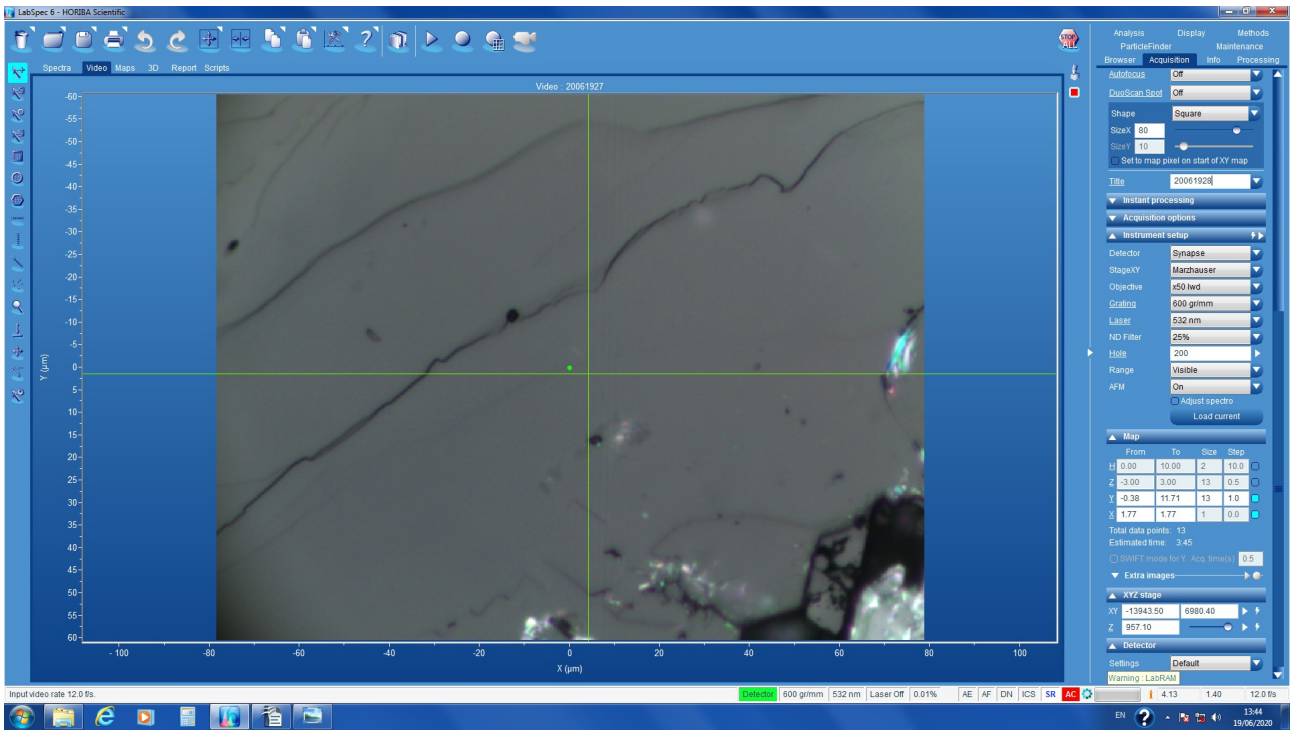 LabSpec 6 - HORIBA Scientific
STOP ALL
Analysis Display Methods
ParticleFinder Maintenance
Browser Acquisition Info Processing
Spectra Video Maps 3D Report Scripts
Video : 20061927
-60
-55
-50
-45
-40
-35
-30
-25
-20
-15
-10
-5
0
5
10
15
20
25
30
35
40
45
50
55
60
Y (µm)
- 100 -80 -60 -40 -20 0 20 40 60 80 100
X (µm)
Autofocus Off
DuoScan Spot Off
Shape Square
SizeX 80
SizeY 10
Set to map pixel on start of XY map
Title 20061928
Instant processing
Acquisition options
Instrument setup
Detector Synapse
StageXY Marzhauser
Objective x50 lwd
Grating 600 gr/mm
Laser 532 nm
ND Filter 25%
Hole 200
Range Visible
AFM On
Adjust spectro
Load current
Map
From To Size Step
H 0.00 10.00 2 10.0
Z -3.00 3.00 13 0.5
Y -0.38 11.71 13 1.0
X 1.77 1.77 1 0.0
Total data points: 13
Estimated time: 3:45
SWIFT mode for Y. Acq. time(s) 0.5
Extra images
XYZ stage
XY -13943.50 6980.40
Z 957.10
Detector
Settings Default
Warning : LabRAM
Input video rate 12.0 f/s.
Detector 600 gr/mm 532 nm Laser Off 0.01% AE AF DN ICS SR AC 4.13 1.40 12.0 f/s
EN 13:44
19/06/2020